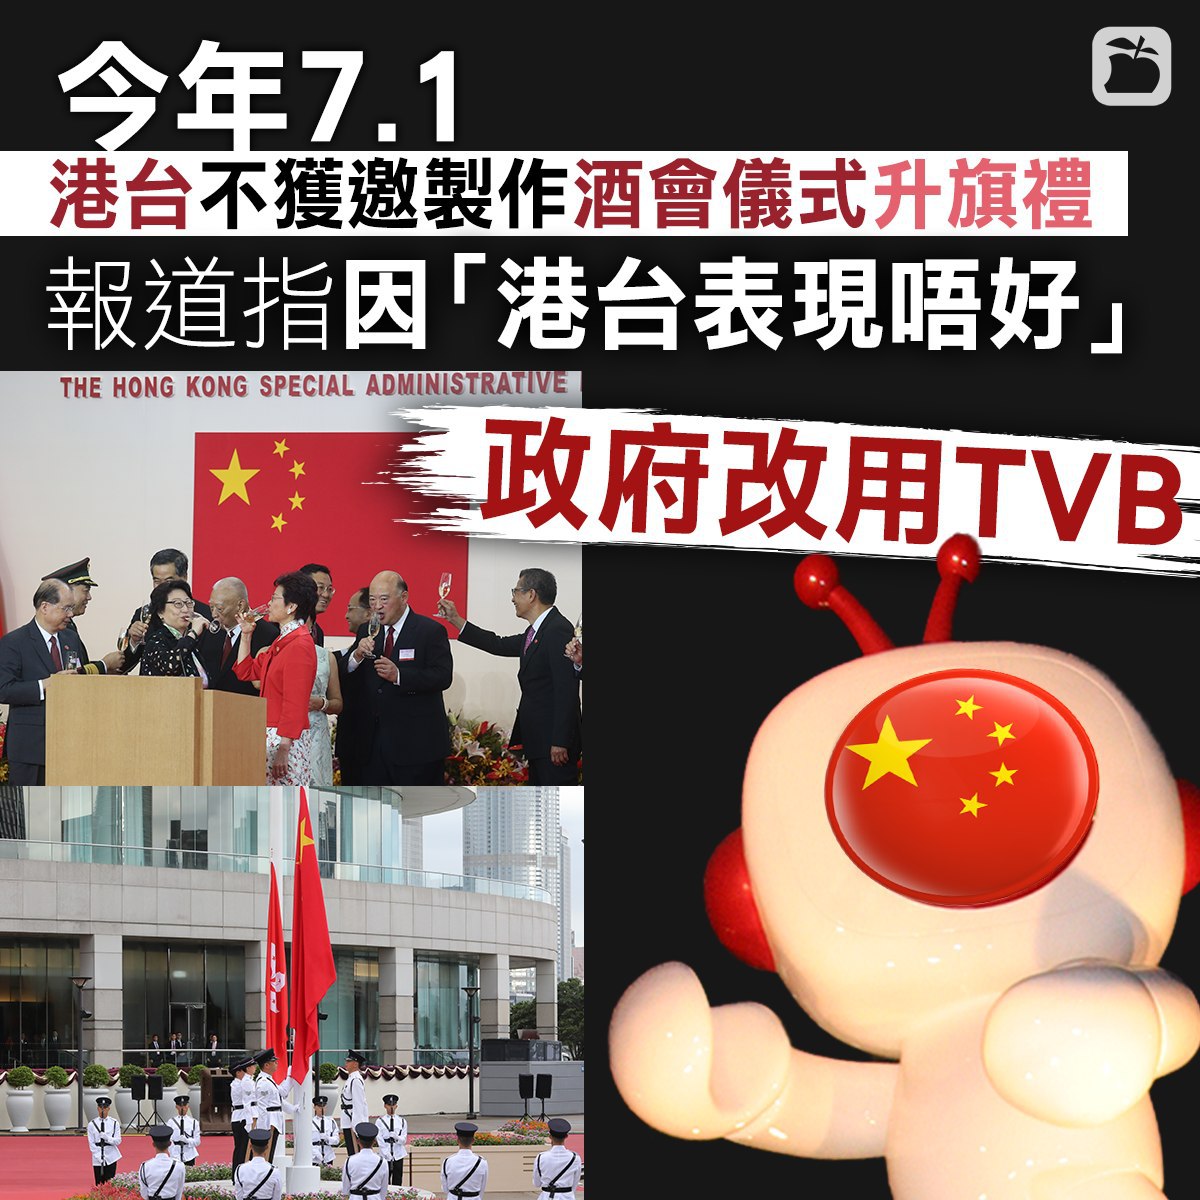 今年7.1
港台不獲邀製作酒會儀式升旗禮
報道指因「港台表現唔好」
THE HONG KONG SPECIAL ADMINISTRATIVE
政府改用TVB